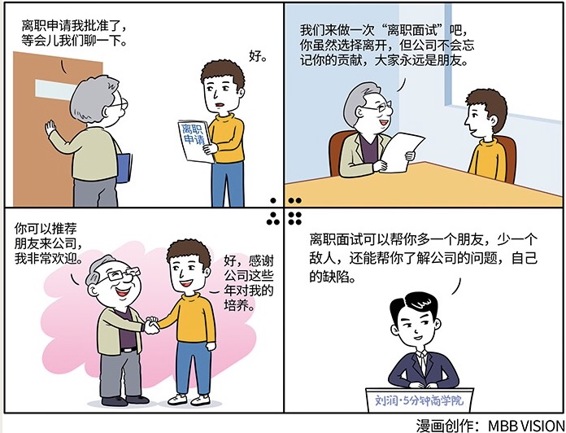 离职申请我批准了，
等会儿我们聊一下。
好。
离职
申请
我们来做一次“离职面试”吧，
你虽然选择离开，但公司不会忘
记你的贡献，大家永远是朋友。
你可以推荐
朋友来公司，
我非常欢迎。
好，感谢
公司这些
年对我的
培养。
离职面试可以帮你多一个朋友，少一个
敌人，还能帮你了解公司的问题，自己
的缺陷。
刘润·5分钟商学院
漫画创作：MBB VISION